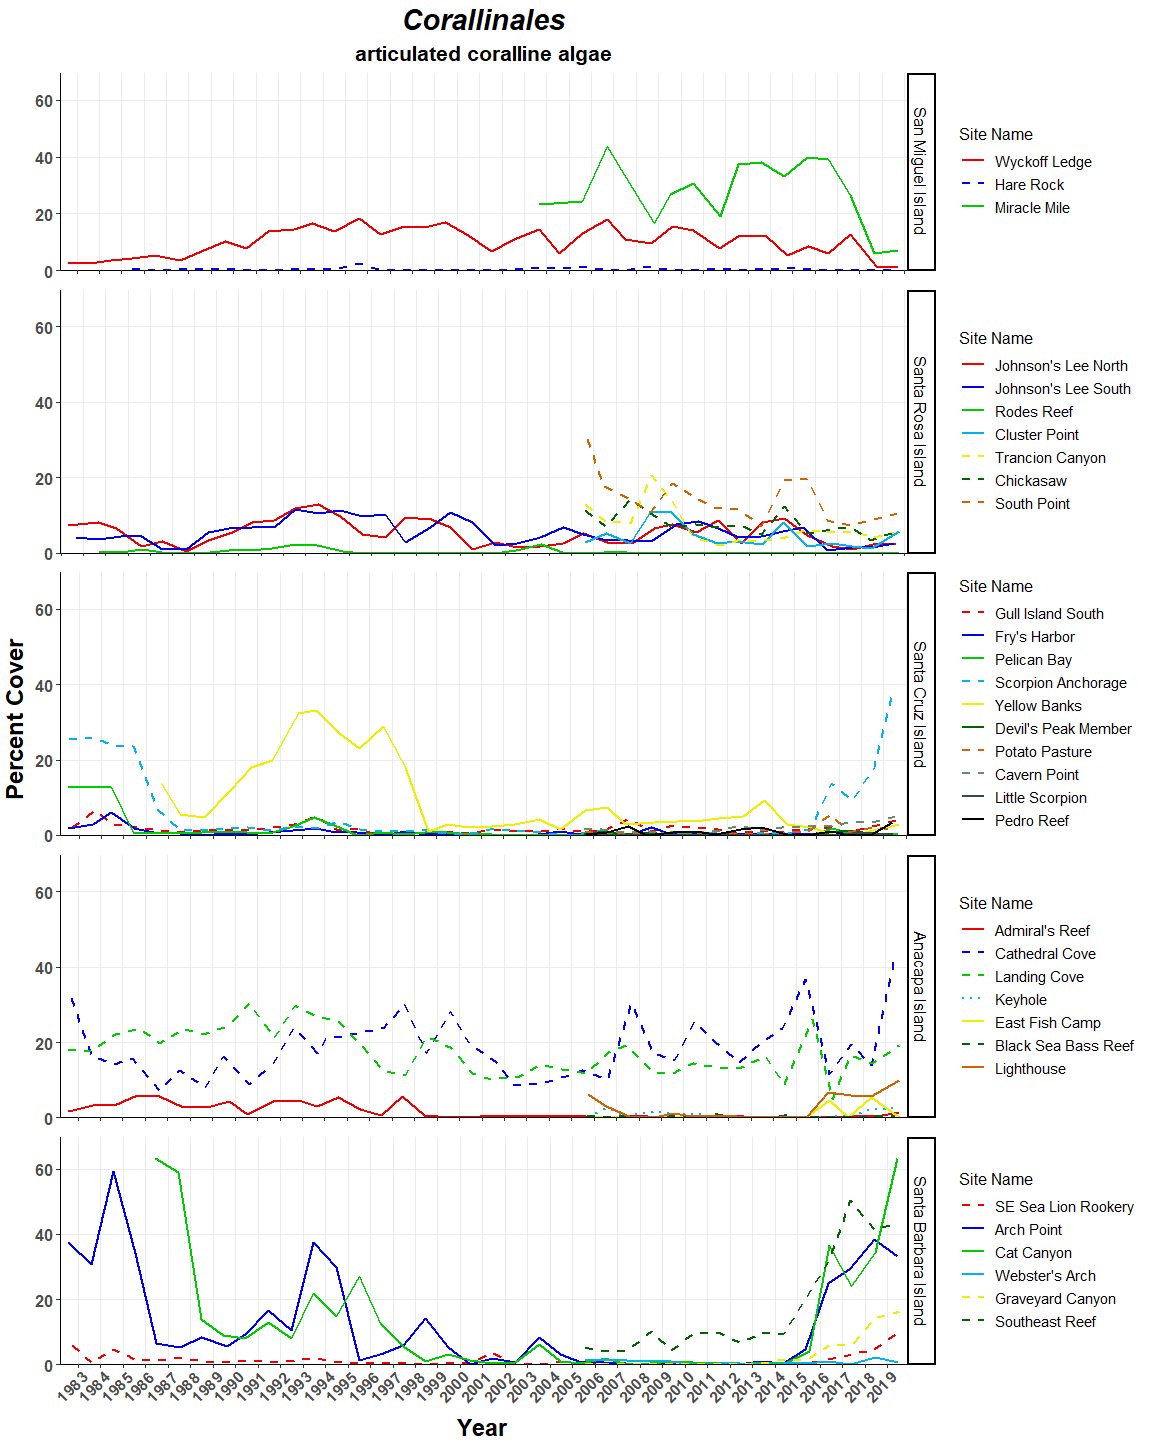 Corallinales
articulated coralline algae
Percent Cover
60
40
20
0
San Miguel Island
Site Name
Wyckoff Ledge
Hare Rock
Miracle Mile
60
40
20
0
Santa Rosa Island
Site Name
Johnson's Lee North
Johnson's Lee South
Rodes Reef
Cluster Point
Trancion Canyon
Chickasaw
South Point
60
40
20
0
Santa Cruz Island
Site Name
Gull Island South
Fry's Harbor
Pelican Bay
Scorpion Anchorage
Yellow Banks
Devil's Peak Member
Potato Pasture
Cavern Point
Little Scorpion
Pedro Reef
60
40
20
0
Anacapa Island
Site Name
Admiral's Reef
Cathedral Cove
Landing Cove
Keyhole
East Fish Camp
Black Sea Bass Reef
Lighthouse
60
40
20
0
Santa Barbara Island
Site Name
SE Sea Lion Rookery
Arch Point
Cat Canyon
Webster's Arch
Graveyard Canyon
Southeast Reef
1983 1984 1985 1986 1987 1988 1989 1990 1991 1992 1993 1994 1995 1996 1997 1998 1999 2000 2001 2002 2003 2004 2005 2006 2007 2008 2009 2010 2011 2012 2013 2014 2015 2016 2017 2018 2019
Year